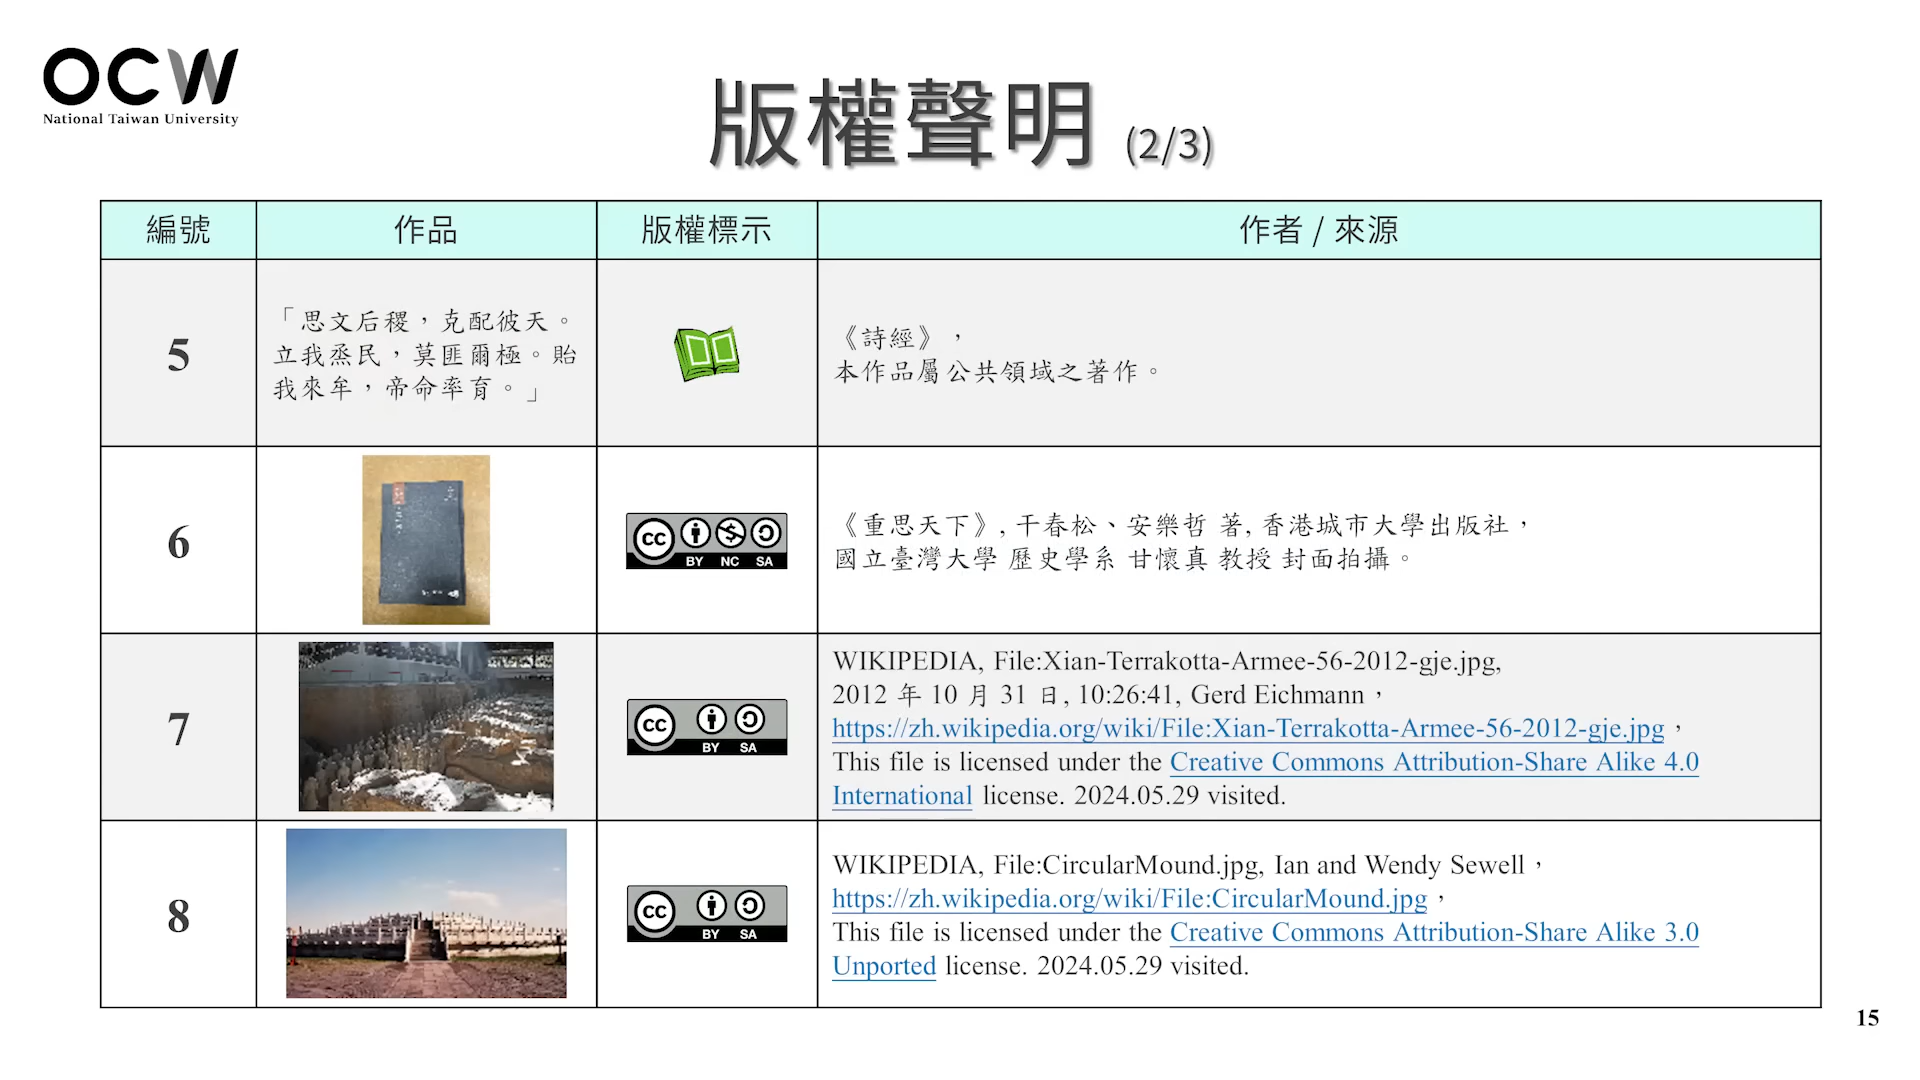 OCW
National Taiwan University
版權聲明 (2/3)
編號
作品
版權標示
作者 / 來源
5
「思文后稷，克配彼天。
立我烝民，莫匪爾極。貽
我來牟，帝命率育。」
《詩經》，
本作品屬公共領域之著作。
6
cc
BY NC SA
《重思天下》, 干春松、安樂哲 著, 香港城市大學出版社，
國立臺灣大學 歷史學系 甘懷真 教授 封面拍攝。
7
cc
BY SA
WIKIPEDIA, File:Xian-Terrakotta-Armee-56-2012-gje.jpg,
2012 年 10 月 31 日, 10:26:41, Gerd Eichmann，
https://zh.wikipedia.org/wiki/File:Xian-Terrakotta-Armee-56-2012-gje.jpg，
This file is licensed under the Creative Commons Attribution-Share Alike 4.0
International license. 2024.05.29 visited.
8
cc
BY SA
WIKIPEDIA, File:CircularMound.jpg, Ian and Wendy Sewell，
https://zh.wikipedia.org/wiki/File:CircularMound.jpg，
This file is licensed under the Creative Commons Attribution-Share Alike 3.0
Unported license. 2024.05.29 visited.
15